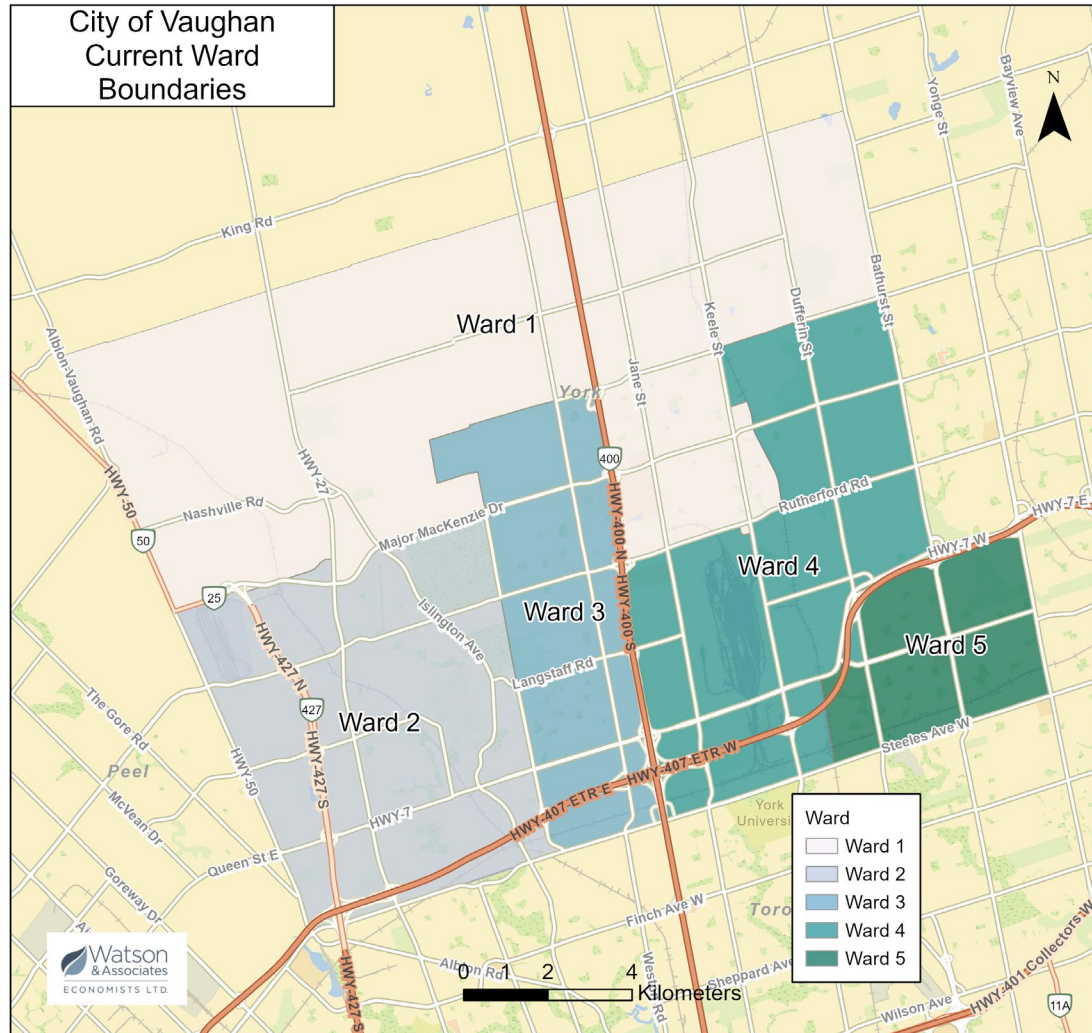 City of Vaughan
Current Ward
Boundaries
N
King Rd
Yonge St
Bayview Ave
Albion-Vaughan Rd
HWY-27
Ward 1
York
Jane St
Keele St
Dufferin St
Bathurst St
400
HWY-50
50
Nashville Rd
Major MacKenzie Dr
HWY-400 N
HWY-400 S
Rutherford Rd
HWY-7 E
HWY-7 W
25
HWY-427 N
Islington Ave
Ward 3
Ward 4
Ward 5
Langstaff Rd
427
Ward 2
The Gore Rd
Peel
HWY-50
HWY-427 S
Steeles Ave W
McVean Dr
HWY-7
HWY-407 ETR E
HWY-407 ETR W
Queen St E
Goreway Dr
York
Universi
Finch Ave W
Toro
Albion Rd
Sheppard Ave
HWY-427 S
Wilson Ave
HWY-401 Collectors W
11A
Ward
Ward 1
Ward 2
Ward 3
Ward 4
Ward 5
Watson
& Associates
ECONOMISTS LTD.
0 1 2 4
Kilometers